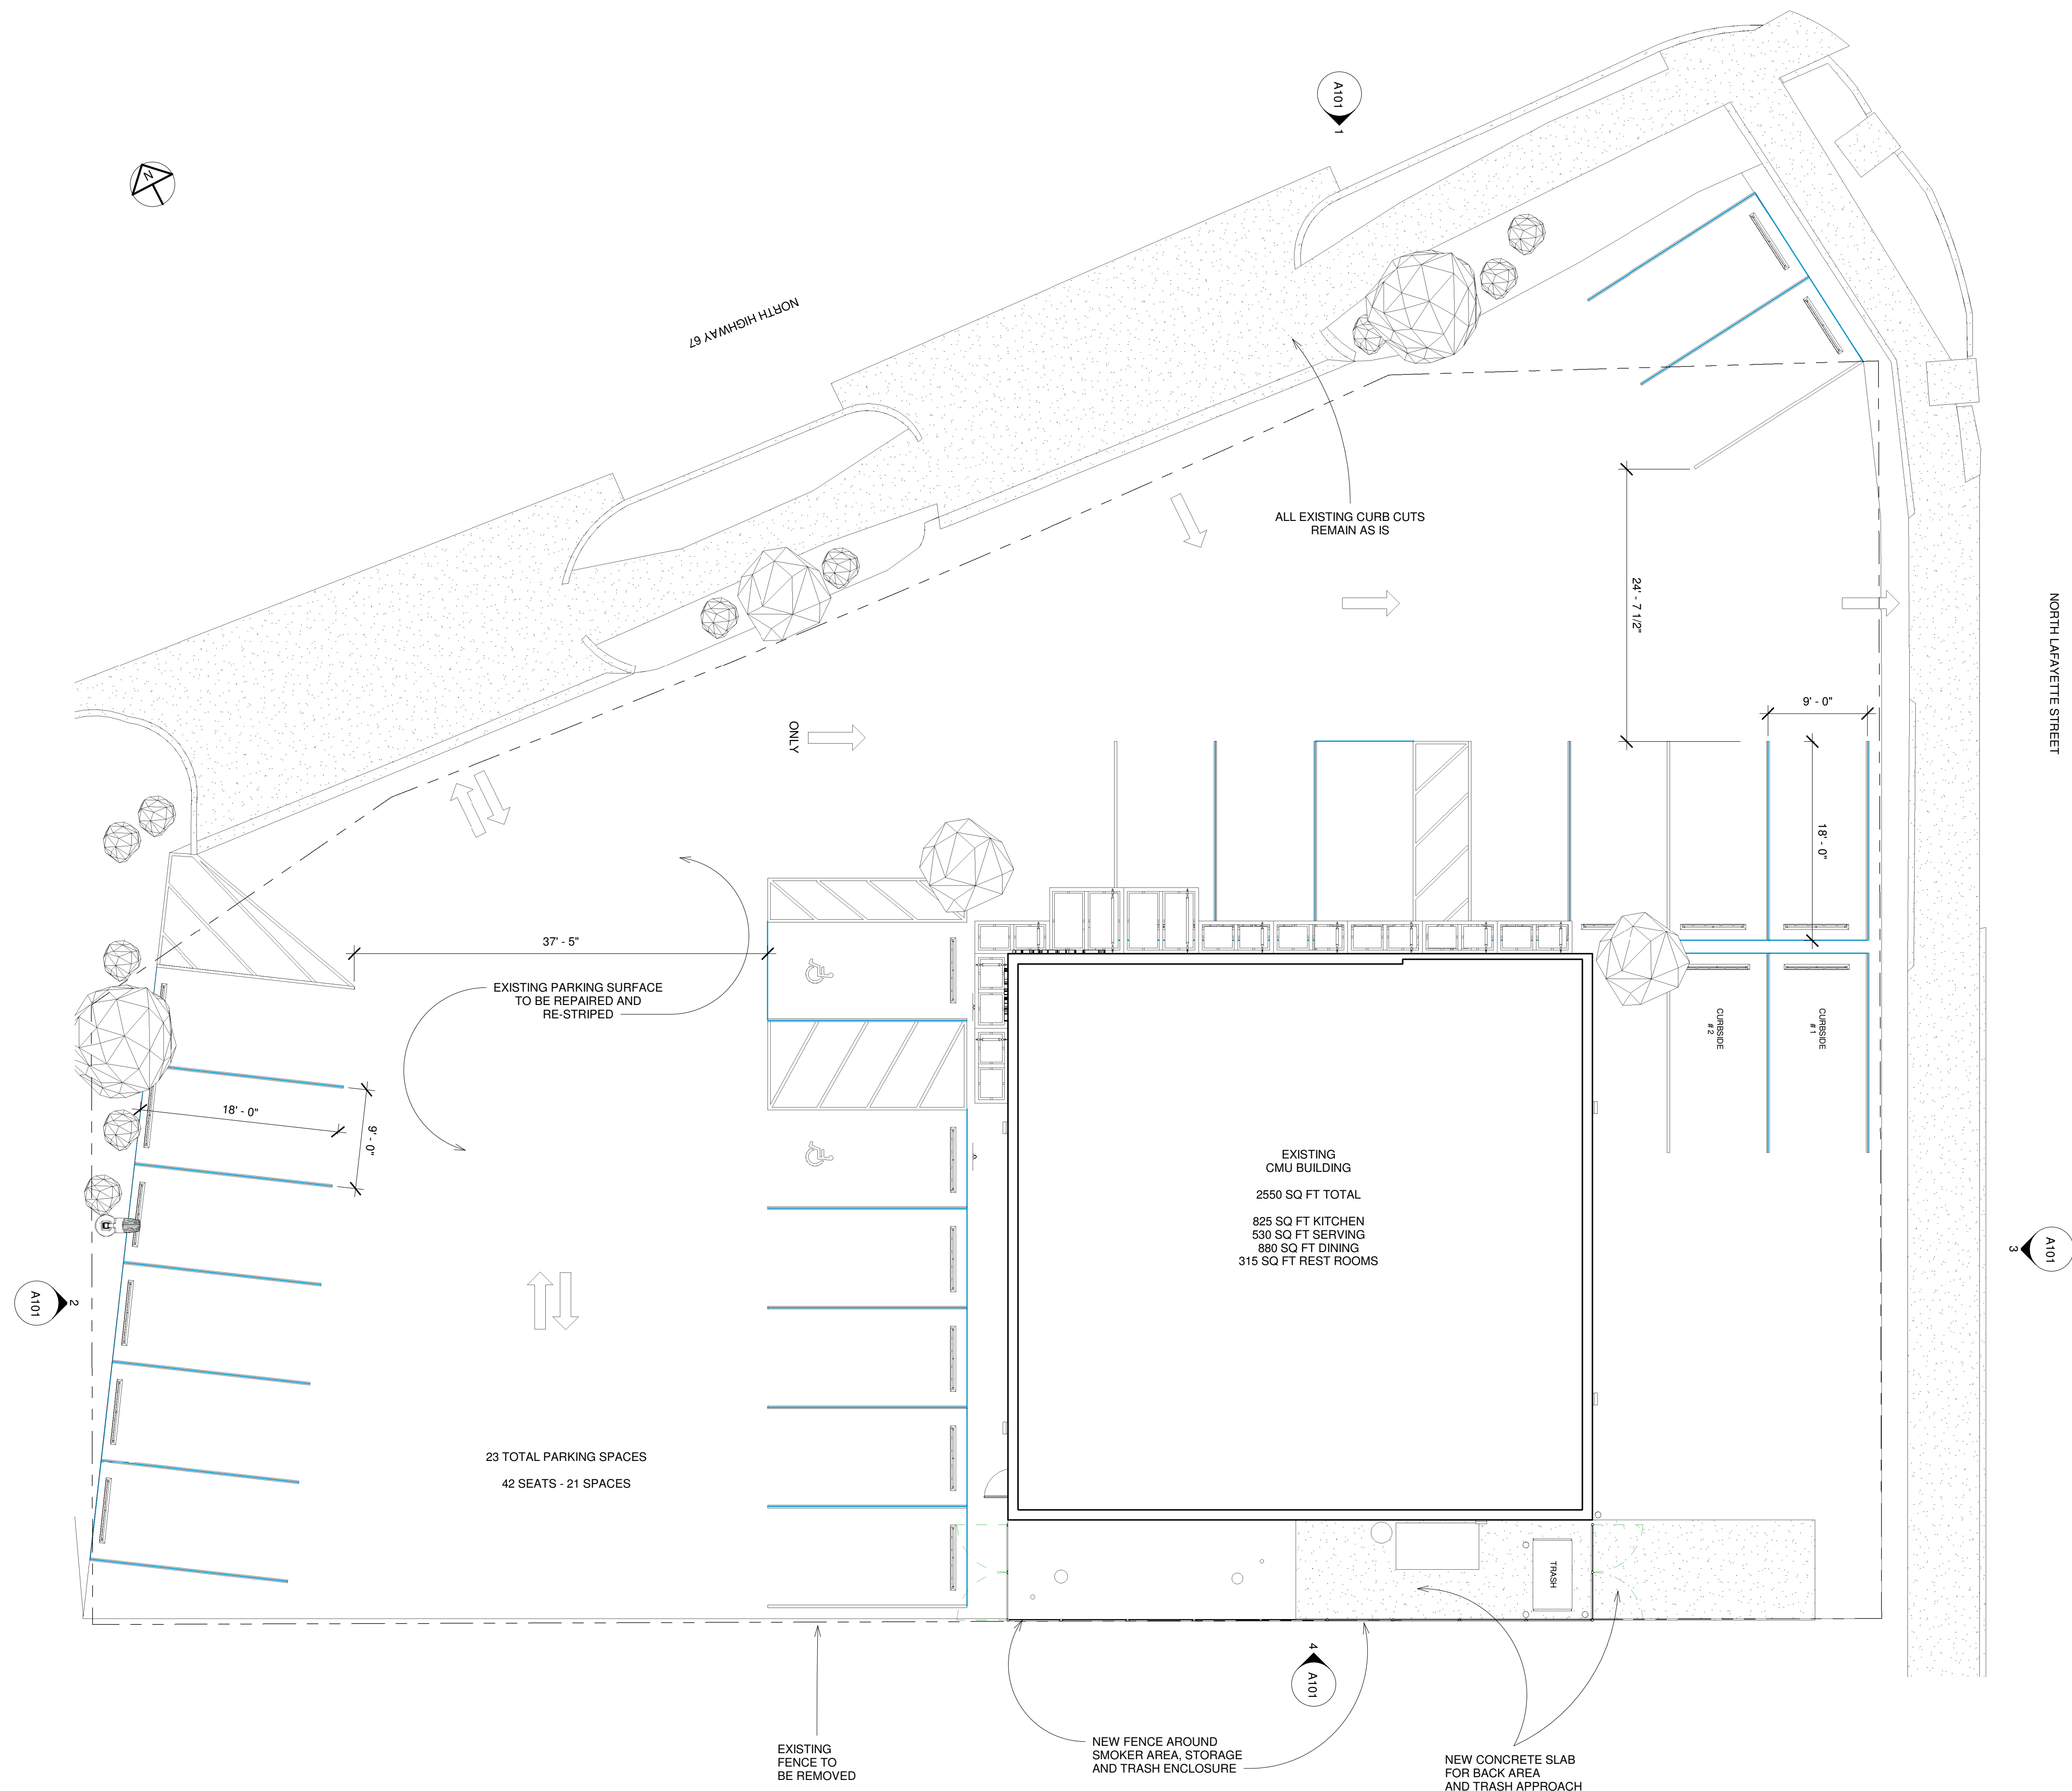 A101
1
N
NORTH HIGHWAY 67
ALL EXISTING CURB CUTS
REMAIN AS IS
24' - 7 1/2"
NORTH LAFAYETTE STREET
9' - 0"
ONLY
18' - 0"
37' - 5"
EXISTING PARKING SURFACE
TO BE REPAIRED AND
RE-STRIPED
CURBSIDE
# 2
CURBSIDE
# 1
18' - 0"
9' - 0"
EXISTING
CMU BUILDING
2550 SQ FT TOTAL
825 SQ FT KITCHEN
530 SQ FT SERVING
880 SQ FT DINING
315 SQ FT REST ROOMS
A101
3
A101
2
23 TOTAL PARKING SPACES
42 SEATS - 21 SPACES
TRASH
4
A101
EXISTING
FENCE TO
BE REMOVED
NEW FENCE AROUND
SMOKER AREA, STORAGE
AND TRASH ENCLOSURE
NEW CONCRETE SLAB
FOR BACK AREA
AND TRASH APPROACH